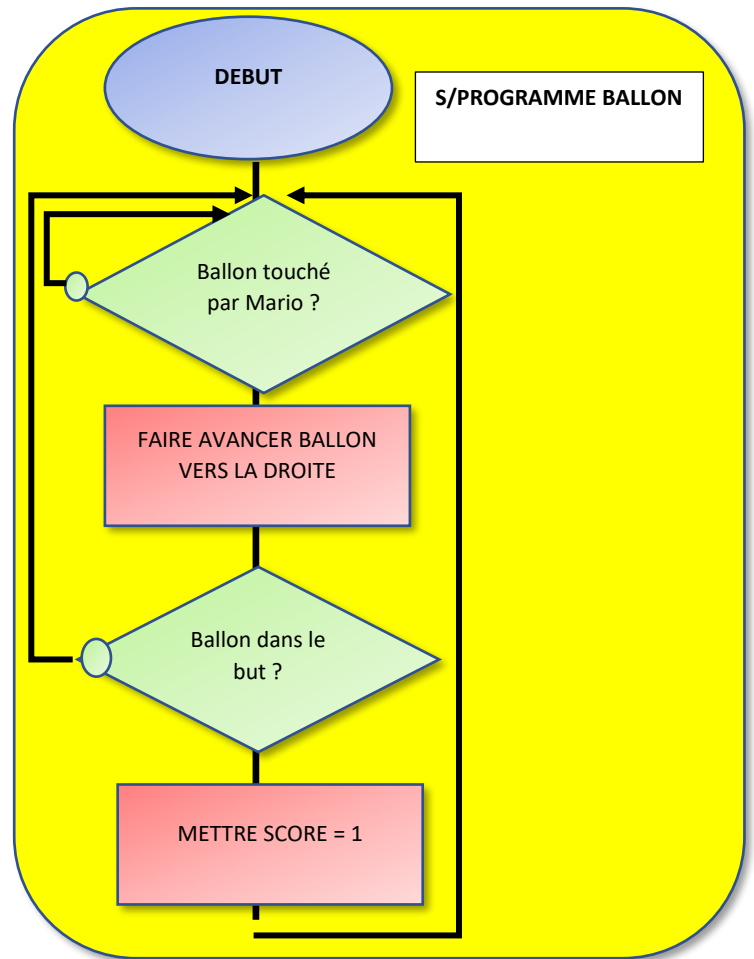 DEBUT
S/PROGRAMME BALLON
Ballon touché
par Mario ?
FAIRE AVANCER BALLON
VERS LA DROITE
Ballon dans le
but ?
METTRE SCORE = 1